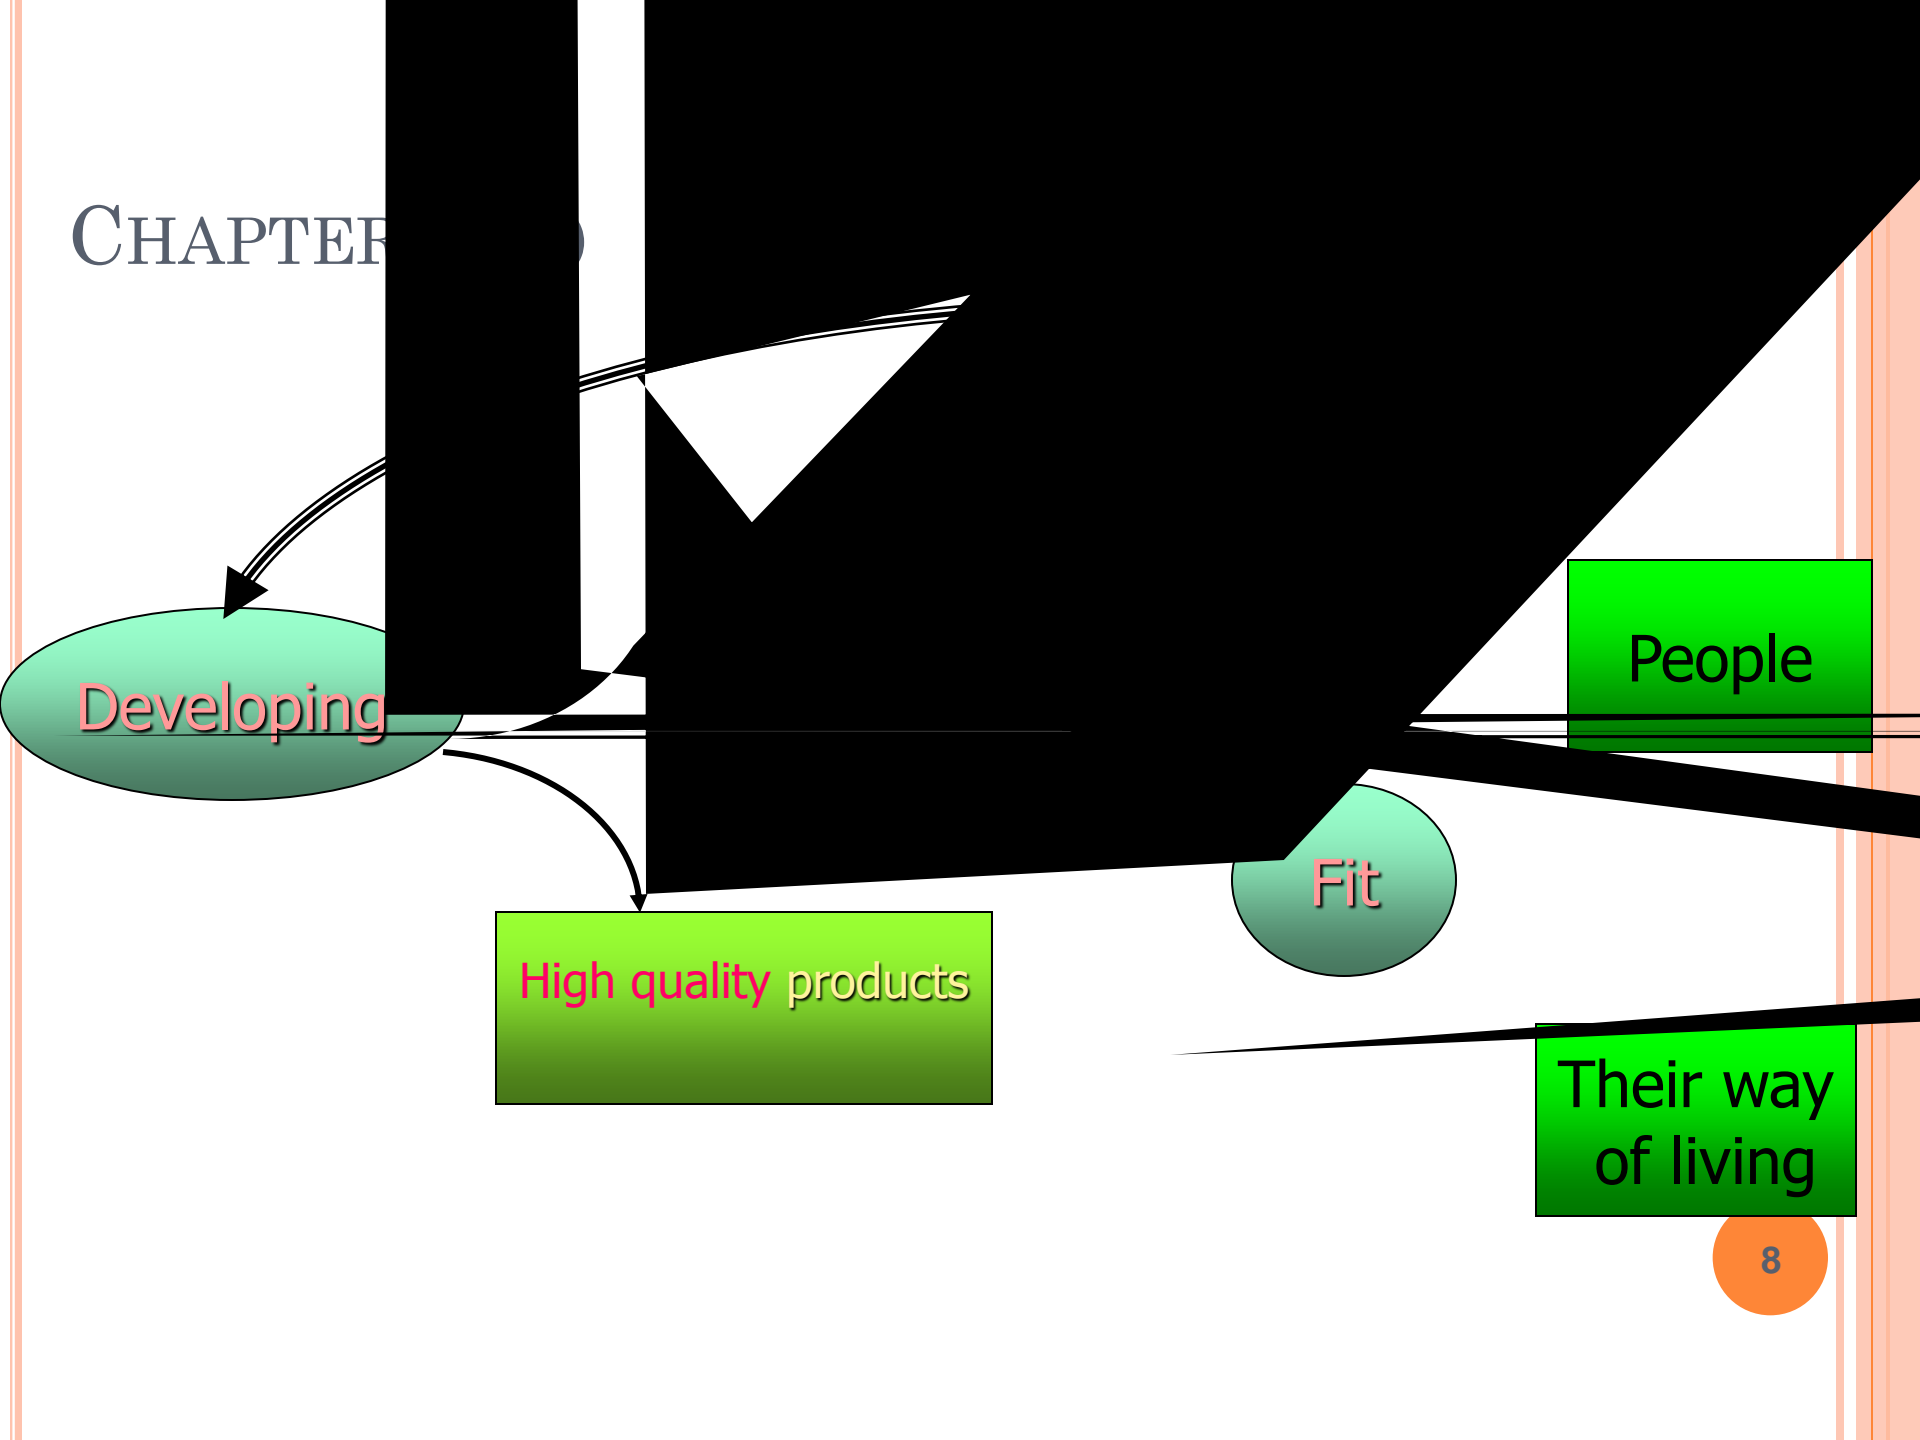 CHAPTER
People
Developing
Fit
High quality products
Their way
of living
8